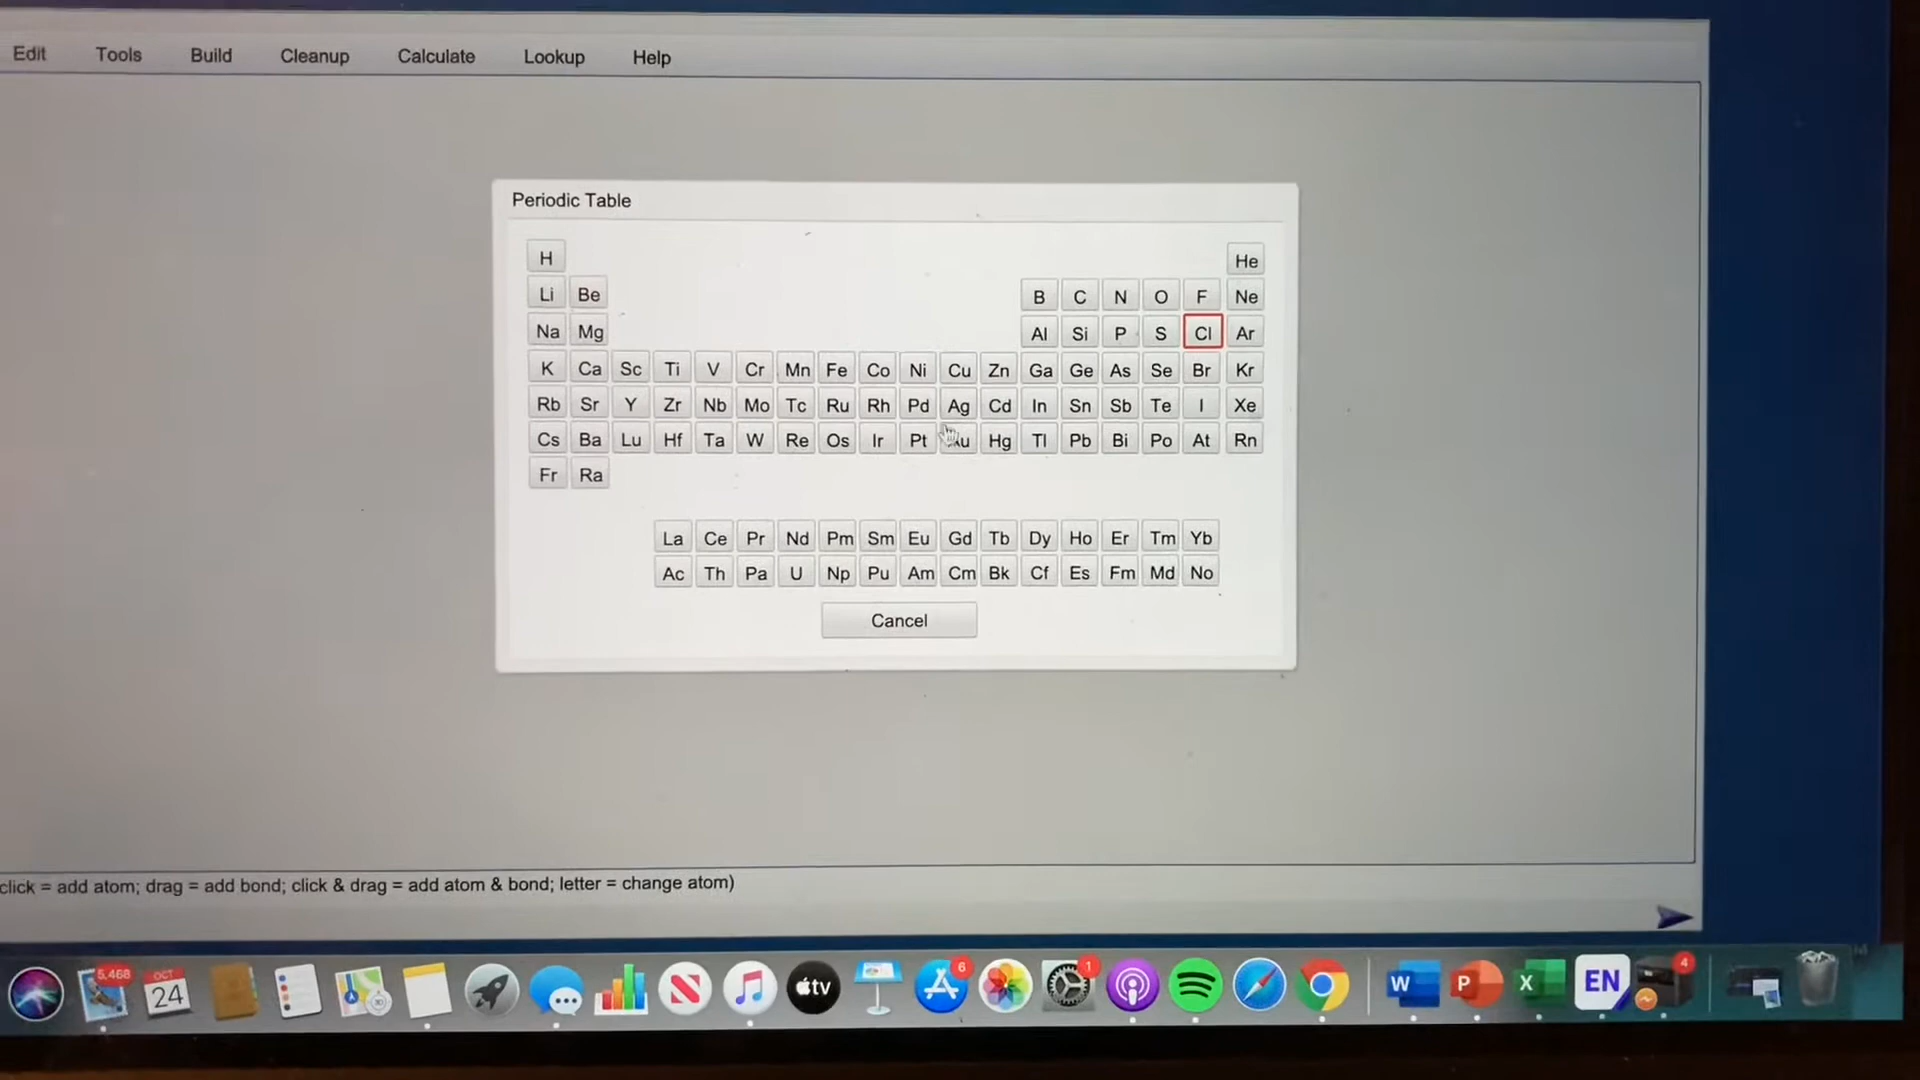 Edit Tools Build Cleanup Calculate Lookup Help
Periodic Table
H He
Li Be B C N O F Ne
Na Mg Al Si P S Cl Ar
K Ca Sc Ti V Cr Mn Fe Co Ni Cu Zn Ga Ge As Se Br Kr
Rb Sr Y Zr Nb Mo Tc Ru Rh Pd Ag Cd In Sn Sb Te I Xe
Cs Ba Lu Hf Ta W Re Os Ir Pt Au Hg Tl Pb Bi Po At Rn
Fr Ra
La Ce Pr Nd Pm Sm Eu Gd Tb Dy Ho Er Tm Yb
Ac Th Pa U Np Pu Am Cm Bk Cf Es Fm Md No
Cancel
click = add atom; drag = add bond; click & drag = add atom & bond; letter = change atom)
5,468 OCT 6 1 4
24 tv W P X EN